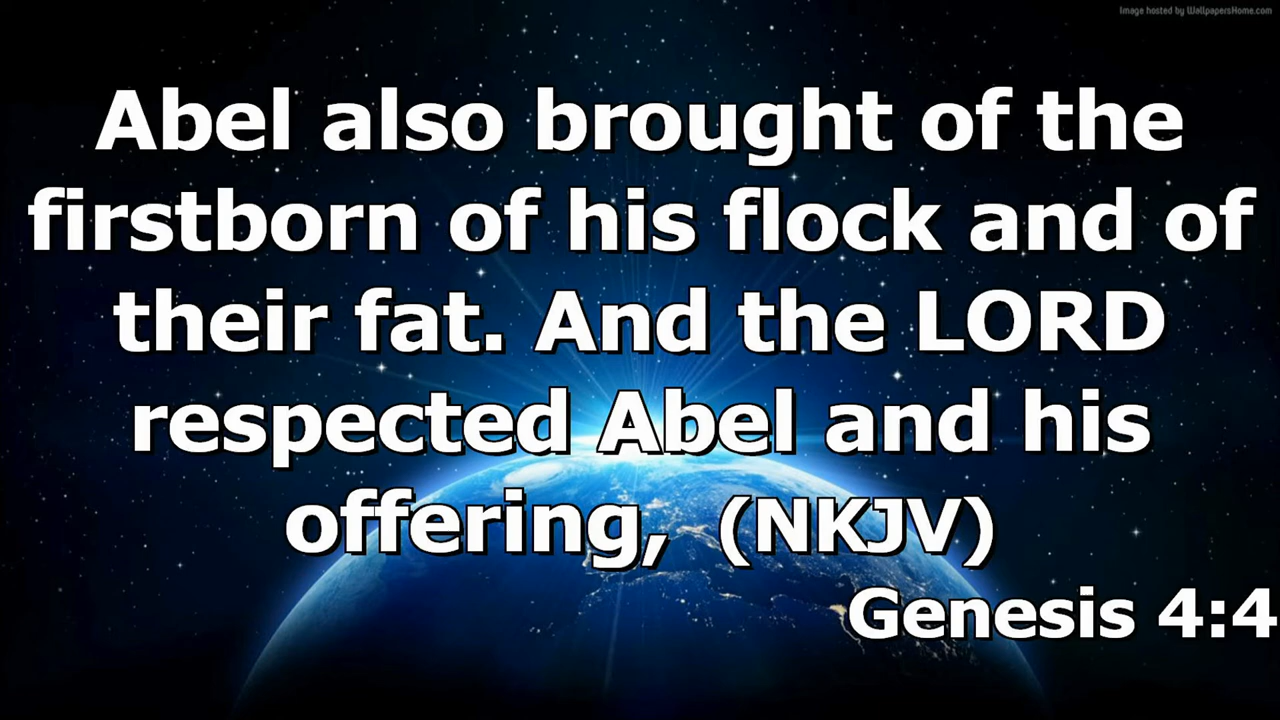 Image hosted by WallpapersHome.com
Abel also brought of the
firstborn of his flock and of
their fat. And the LORD
respected Abel and his
offering, (NKJV)
Genesis 4:4